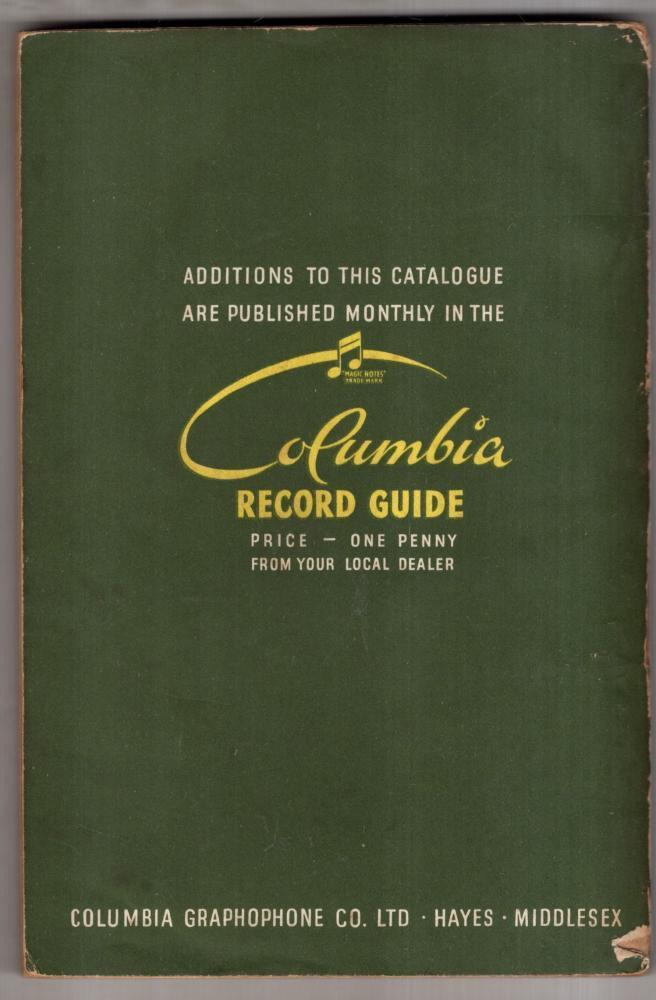 ADDITIONS TO THIS CATALOGUE
ARE PUBLISHED MONTHLY IN THE
"MAGIC NOTES"
TRADE MARK
Columbia
RECORD GUIDE
PRICE — ONE PENNY
FROM YOUR LOCAL DEALER
COLUMBIA GRAPHOPHONE CO. LTD · HAYES · MIDDLESEX